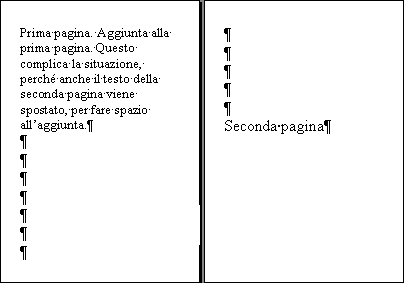 Prima·pagina.·Aggiunta·alla·
prima·pagina.·Questo·
complica·la·situazione,·
perché·anche·il·testo·della·
seconda·pagina·viene·
spostato,·per·fare·spazio·
all’aggiunta.¶
¶
¶
¶
¶
¶
¶
¶
¶
¶
¶
¶
¶
Seconda·pagina¶